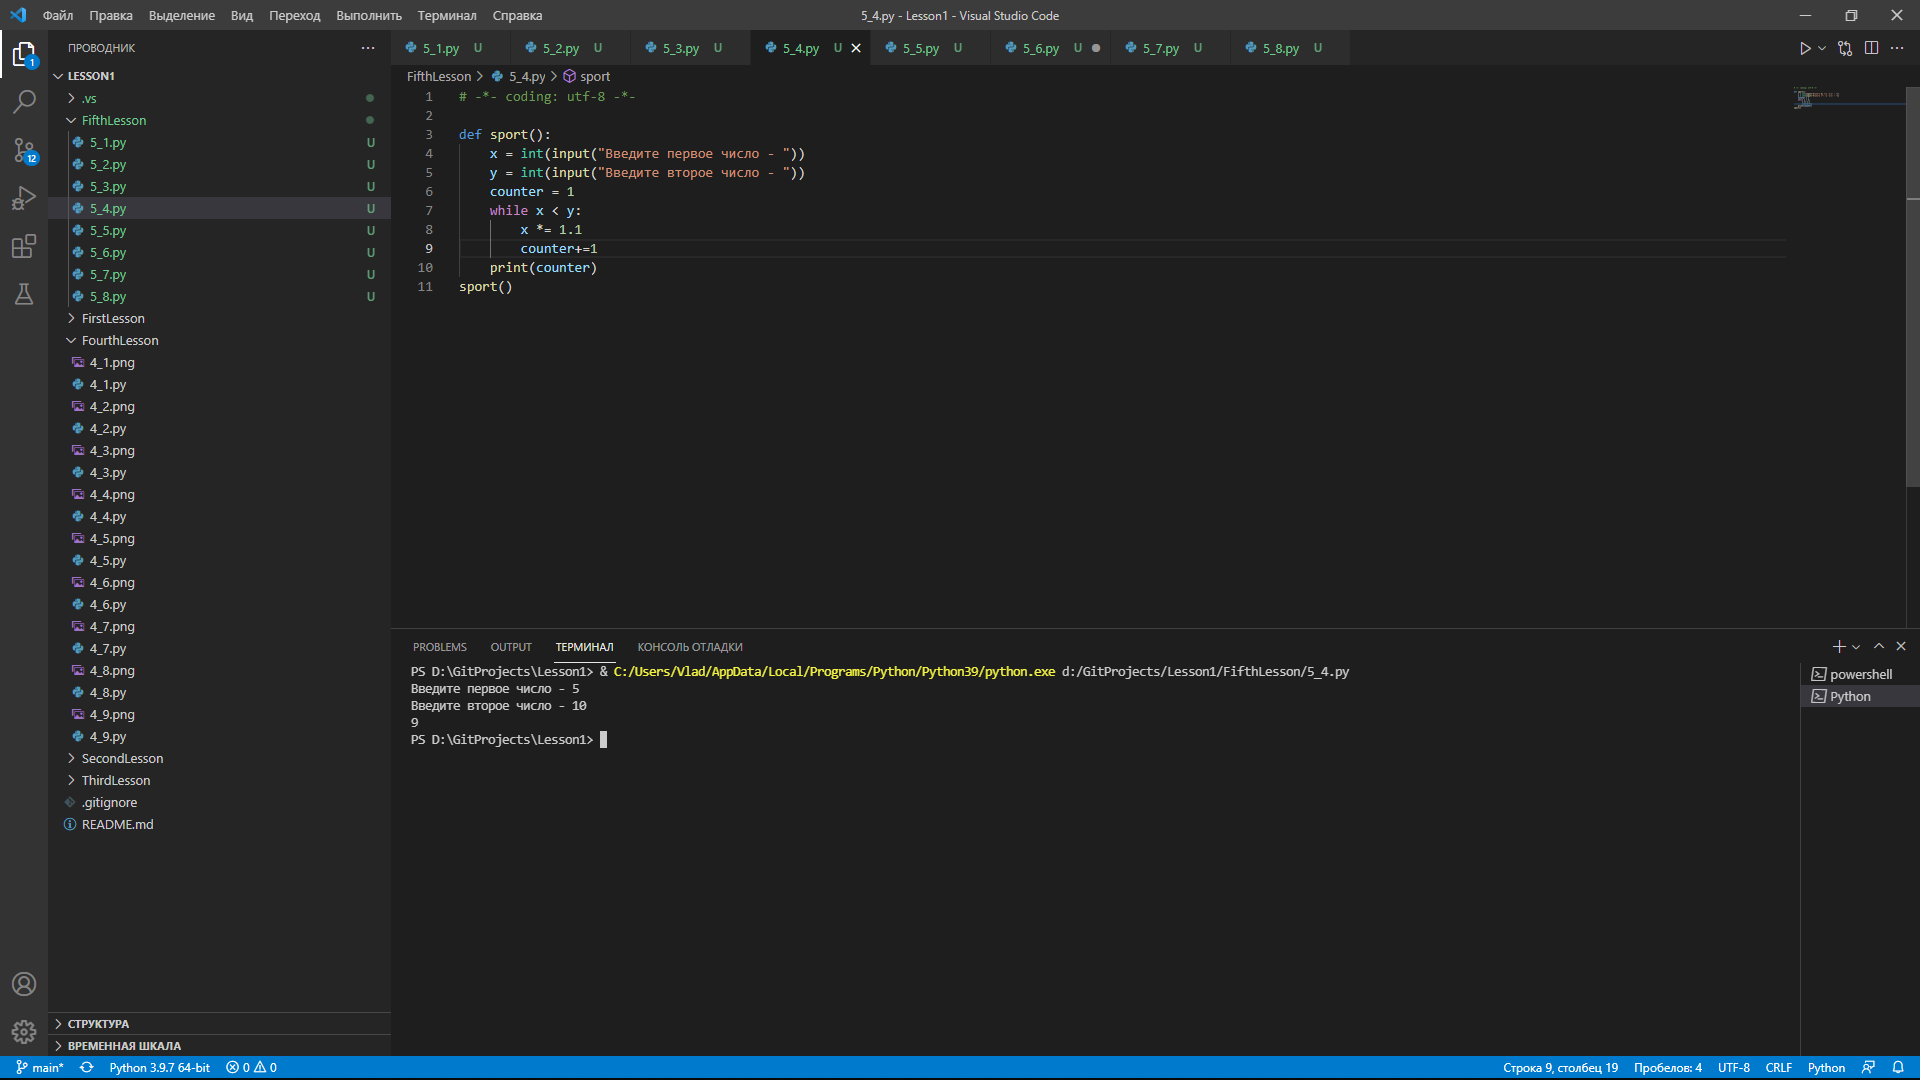 Файл Правка Выделение Вид Переход Выполнить Терминал Справка
5_4.py - Lesson1 - Visual Studio Code
ПРОВОДНИК
LESSON1
.vs
FifthLesson
5_1.py U
5_2.py U
5_3.py U
5_4.py U
5_5.py U
5_6.py U
5_7.py U
5_8.py U
FirstLesson
FourthLesson
4_1.png
4_1.py
4_2.png
4_2.py
4_3.png
4_3.py
4_4.png
4_4.py
4_5.png
4_5.py
4_6.png
4_6.py
4_7.png
4_7.py
4_8.png
4_8.py
4_9.png
4_9.py
SecondLesson
ThirdLesson
.gitignore
README.md
СТРУКТУРА
ВРЕМЕННАЯ ШКАЛА
1
12
5_1.py U 5_2.py U 5_3.py U 5_4.py U 5_5.py U 5_6.py U 5_7.py U 5_8.py U
FifthLesson > 5_4.py > sport
1 # -*- coding: utf-8 -*-
2
3 def sport():
4 x = int(input("Введите первое число - "))
5 y = int(input("Введите второе число - "))
6 counter = 1
7 while x < y:
8 x *= 1.1
9 counter+=1
10 print(counter)
11 sport()
PROBLEMS OUTPUT ТЕРМИНАЛ КОНСОЛЬ ОТЛАДКИ
PS D:\GitProjects\Lesson1> & C:/Users/Vlad/AppData/Local/Programs/Python/Python39/python.exe d:/GitProjects/Lesson1/FifthLesson/5_4.py
Введите первое число - 5
Введите второе число - 10
9
PS D:\GitProjects\Lesson1>
powershell
Python
main* Python 3.9.7 64-bit 0 0
Строка 9, столбец 19 Пробелов: 4 UTF-8 CRLF Python